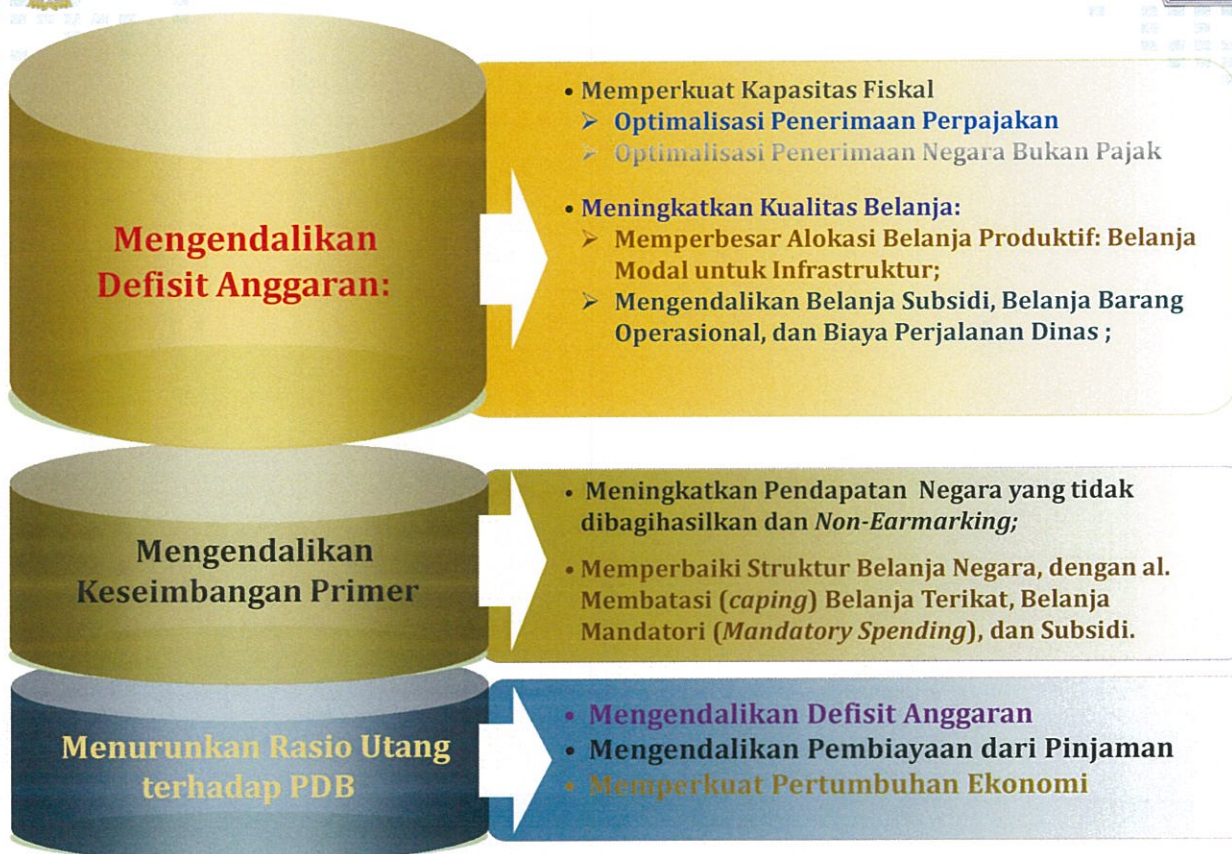 Mengendalikan
Defisit Anggaran:
• Memperkuat Kapasitas Fiskal
➢ Optimalisasi Penerimaan Perpajakan
➢ Optimalisasi Penerimaan Negara Bukan Pajak
• Meningkatkan Kualitas Belanja:
➢ Memperbesar Alokasi Belanja Produktif: Belanja
Modal untuk Infrastruktur;
➢ Mengendalikan Belanja Subsidi, Belanja Barang
Operasional, dan Biaya Perjalanan Dinas ;
Mengendalikan
Keseimbangan Primer
• Meningkatkan Pendapatan Negara yang tidak
dibagihasilkan dan Non-Earmarking;
• Memperbaiki Struktur Belanja Negara, dengan al.
Membatasi (caping) Belanja Terikat, Belanja
Mandatori (Mandatory Spending), dan Subsidi.
Menurunkan Rasio Utang
terhadap PDB
• Mengendalikan Defisit Anggaran
• Mengendalikan Pembiayaan dari Pinjaman
• Memperkuat Pertumbuhan Ekonomi